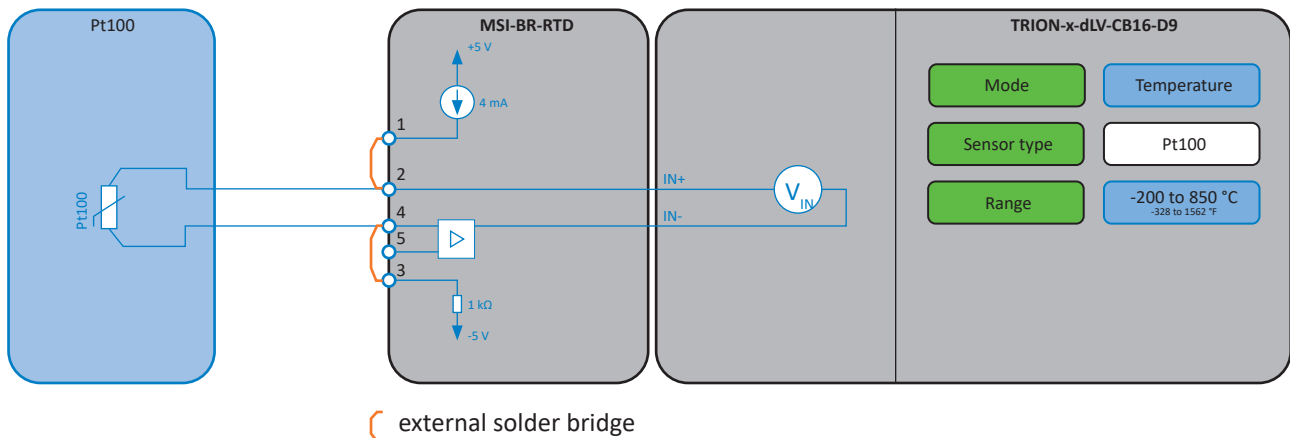 Pt100
MSI-BR-RTD
TRION-x-dLV-CB16-D9
+5 V
4 mA
1
2
4
5
3
1 kΩ
-5 V
Pt100
IN+
IN-
VIN
Mode
Temperature
Sensor type
Pt100
Range
-200 to 850 °C
-328 to 1562 °F
external solder bridge